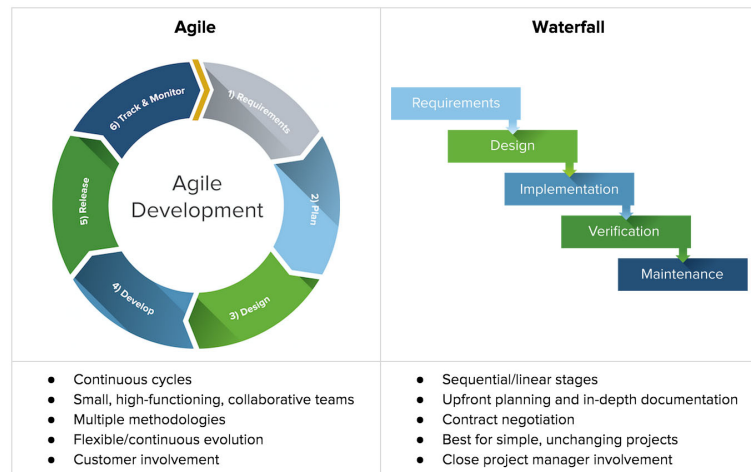 Agile
Waterfall
1) Requirements
2) Plan
3) Design
4) Develop
5) Release
6) Track & Monitor
Agile
Development
Requirements
Design
Implementation
Verification
Maintenance
● Continuous cycles
● Small, high-functioning, collaborative teams
● Multiple methodologies
● Flexible/continuous evolution
● Customer involvement
● Sequential/linear stages
● Upfront planning and in-depth documentation
● Contract negotiation
● Best for simple, unchanging projects
● Close project manager involvement